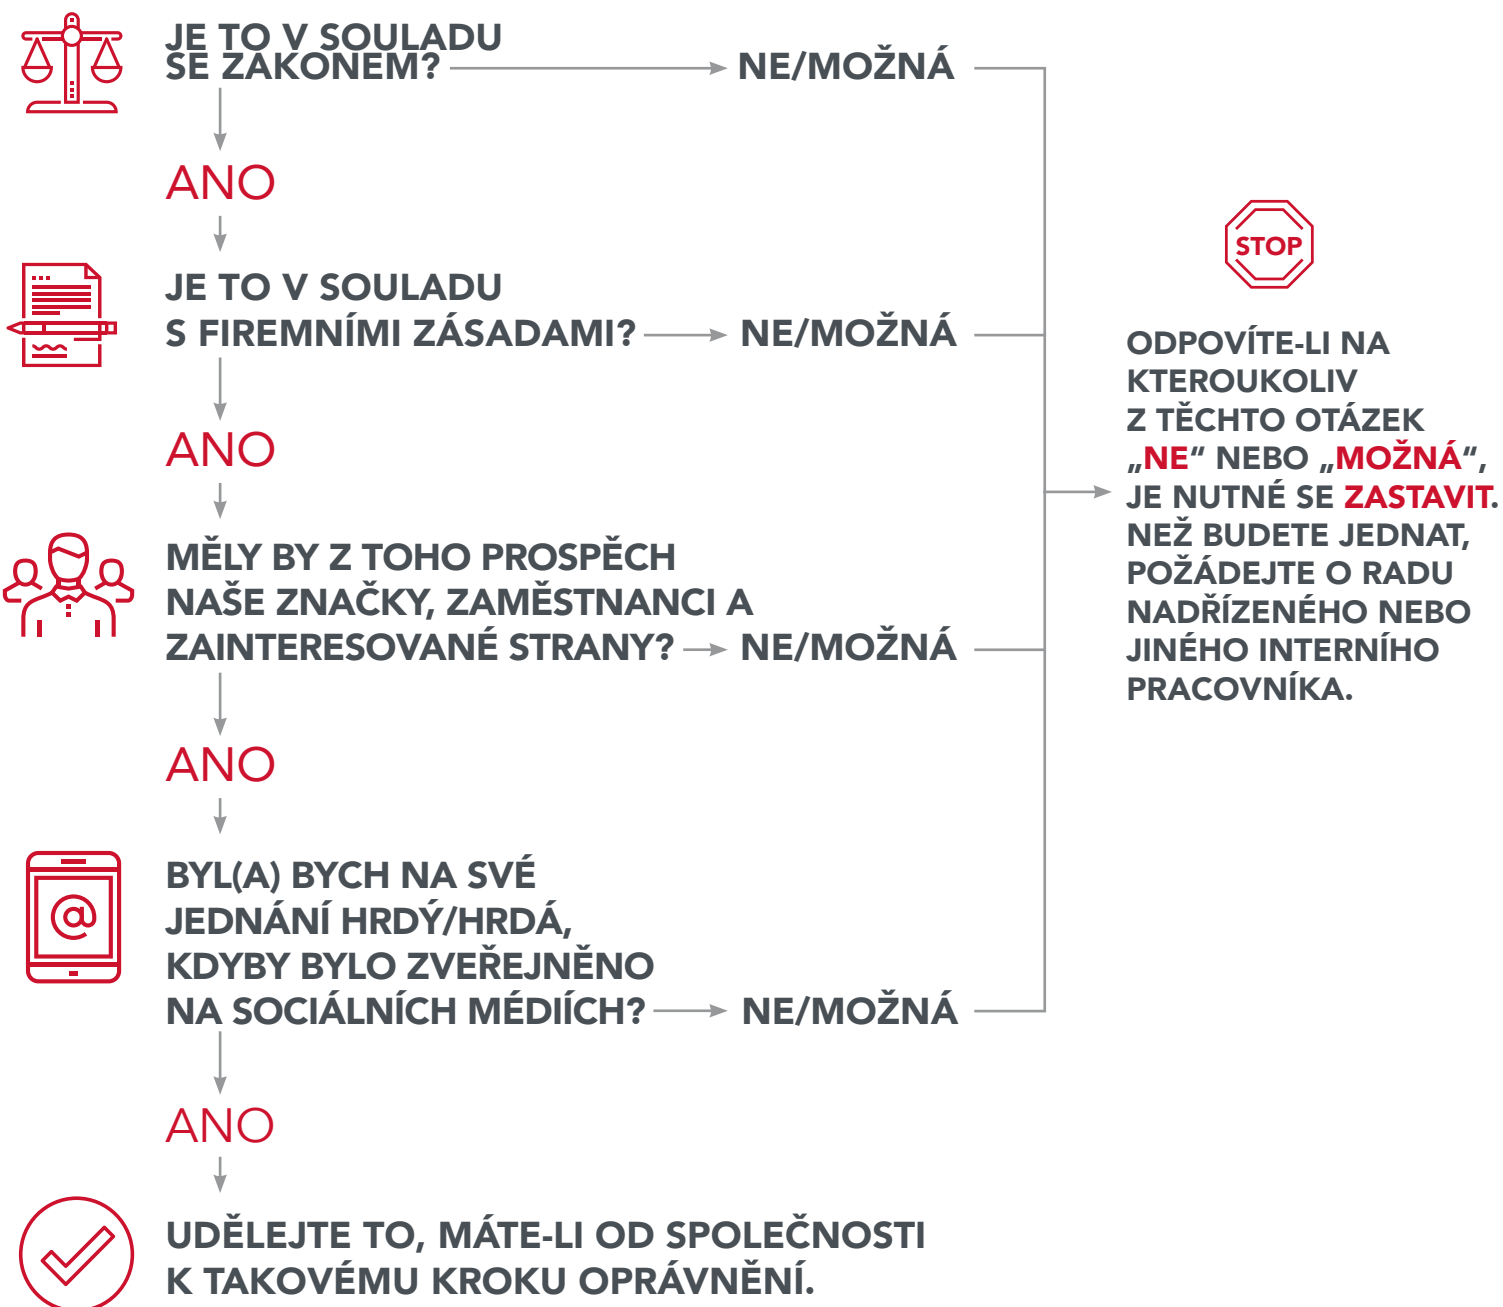 JE TO V SOULADU
SE ZÁKONEM?
NE/MOŽNÁ
ANO
JE TO V SOULADU
S FIREMNÍMI ZÁSADAMI?
NE/MOŽNÁ
ANO
MĚLY BY Z TOHO PROSPĚCH
NAŠE ZNAČKY, ZAMĚSTNANCI A
ZAINTERESOVANÉ STRANY?
NE/MOŽNÁ
ANO
@
BYL(A) BYCH NA SVÉ
JEDNÁNÍ HRDÝ/HRDÁ,
KDYBY BYLO ZVEŘEJNĚNO
NA SOCIÁLNÍCH MÉDIÍCH?
NE/MOŽNÁ
ANO
UDĚLEJTE TO, MÁTE-LI OD SPOLEČNOSTI
K TAKOVÉMU KROKU OPRÁVNĚNÍ.
STOP
ODPOVÍTE-LI NA
KTEROUKOLIV
Z TĚCHTO OTÁZEK
„NE“ NEBO „MOŽNÁ“,
JE NUTNÉ SE ZASTAVIT.
NEŽ BUDETE JEDNAT,
POŽÁDEJTE O RADU
NADŘÍZENÉHO NEBO
JINÉHO INTERNÍHO
PRACOVNÍKA.